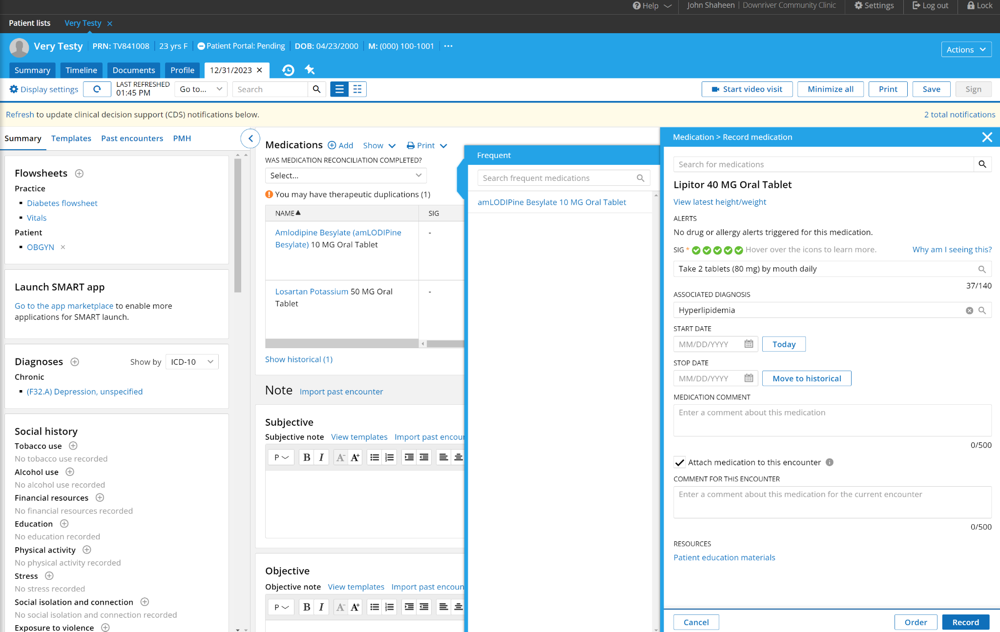 Help
John Shaheen | Downriver Community Clinic
Settings
Log out
Lock
Patient lists
Very Testy
Very Testy
PRN: TV841008
23 yrs F
Patient Portal: Pending
DOB: 04/23/2000
M: (000) 100-1001
Actions
Summary
Timeline
Documents
Profile
12/31/2023
Display settings
LAST REFRESHED
01:45 PM
Go to...
Search
Start video visit
Minimize all
Print
Save
Sign
Refresh to update clinical decision support (CDS) notifications below.
2 total notifications
Summary
Templates
Past encounters
PMH
Flowsheets
Practice
Diabetes flowsheet
Vitals
Patient
OBGYN
Launch SMART app
Go to the app marketplace to enable more
applications for SMART launch.
Diagnoses
Show by
ICD-10
Chronic
(F32.A) Depression, unspecified
Social history
Tobacco use
No tobacco use recorded
Alcohol use
No alcohol use recorded
Financial resources
No financial resources recorded
Education
No education recorded
Physical activity
No physical activity recorded
Stress
No stress recorded
Social isolation and connection
No social isolation and connection recorded
Exposure to violence
Medications
Add
Show
Print
WAS MEDICATION RECONCILIATION COMPLETED?
Select...
You may have therapeutic duplications (1)
NAME
SIG
Amlodipine Besylate (amLODIPine
Besylate) 10 MG Oral Tablet
-
Losartan Potassium 50 MG Oral
Tablet
-
Show historical (1)
Note
Import past encounter
Subjective
Subjective note
View templates
Import past encour
P
B
I
A-
A+
Objective
Objective note
View templates
Import past encoun
P
B
I
A-
A+
Frequent
Search frequent medications
amLODIPine Besylate 10 MG Oral Tablet
Medication > Record medication
Search for medications
Lipitor 40 MG Oral Tablet
View latest height/weight
ALERTS
No drug or allergy alerts triggered for this medication.
SIG *
Hover over the icons to learn more.
Why am I seeing this?
Take 2 tablets (80 mg) by mouth daily
37/140
ASSOCIATED DIAGNOSIS
Hyperlipidemia
START DATE
MM/DD/YYYY
Today
STOP DATE
MM/DD/YYYY
Move to historical
MEDICATION COMMENT
Enter a comment about this medication
0/500
Attach medication to this encounter
COMMENT FOR THIS ENCOUNTER
Enter a comment about this medication for the current encounter
0/500
RESOURCES
Patient education materials
Cancel
Order
Record